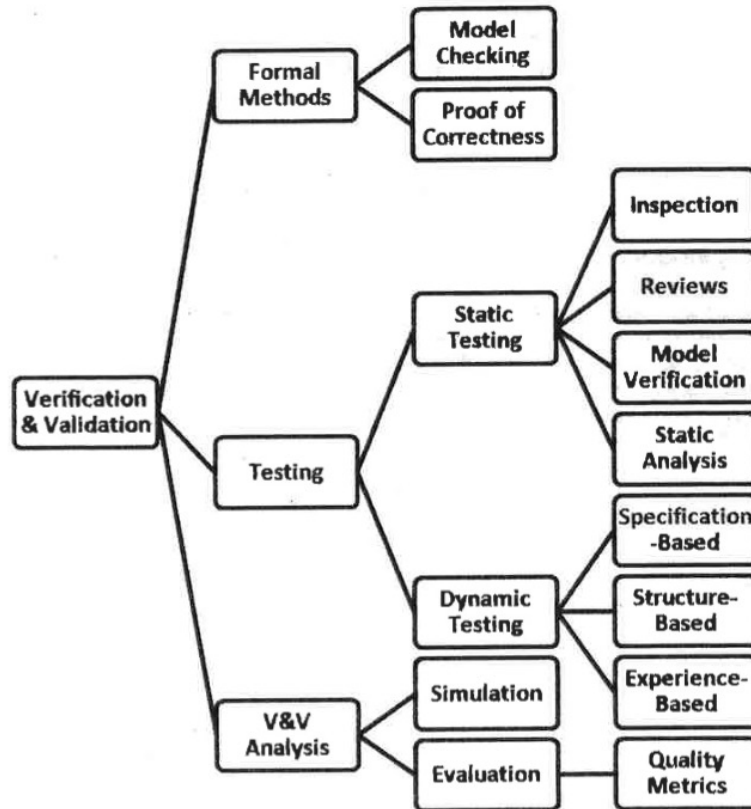 Model
Checking
Formal
Methods
Proof of
Correctness
Inspection
Reviews
Static
Testing
Model
Verification
Verification
& Validation
Static
Analysis
Testing
Specification
-Based
Dynamic
Testing
Structure-
Based
Simulation
Experience-
Based
V&V
Analysis
Evaluation
Quality
Metrics